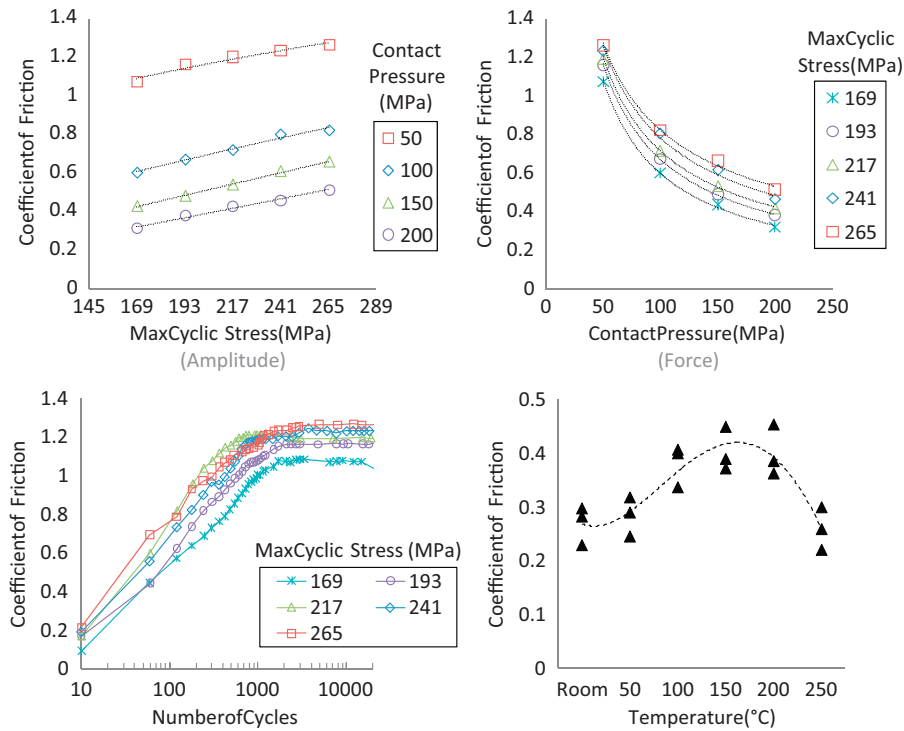 1.4
1.2
1
0.8
0.6
0.4
0.2
0
145 169 193 217 241 265 289
Coefficientof Friction
MaxCyclic Stress(MPa)
(Amplitude)
Contact
Pressure
(MPa)
50
100
150
200
1.4
1.2
1
0.8
0.6
0.4
0.2
0
0 50 100 150 200 250
Coefficientof Friction
ContactPressure(MPa)
(Force)
MaxCyclic
Stress(MPa)
169
193
217
241
265
1.4
1.2
1
0.8
0.6
0.4
0.2
0
10 100 1000 10000
Coefficientof Friction
NumberofCycles
MaxCyclic Stress (MPa)
169 193
217 241
265
0.5
0.4
0.3
0.2
0.1
0
Room 50 100 150 200 250
Coefficientof Friction
Temperature(°C)